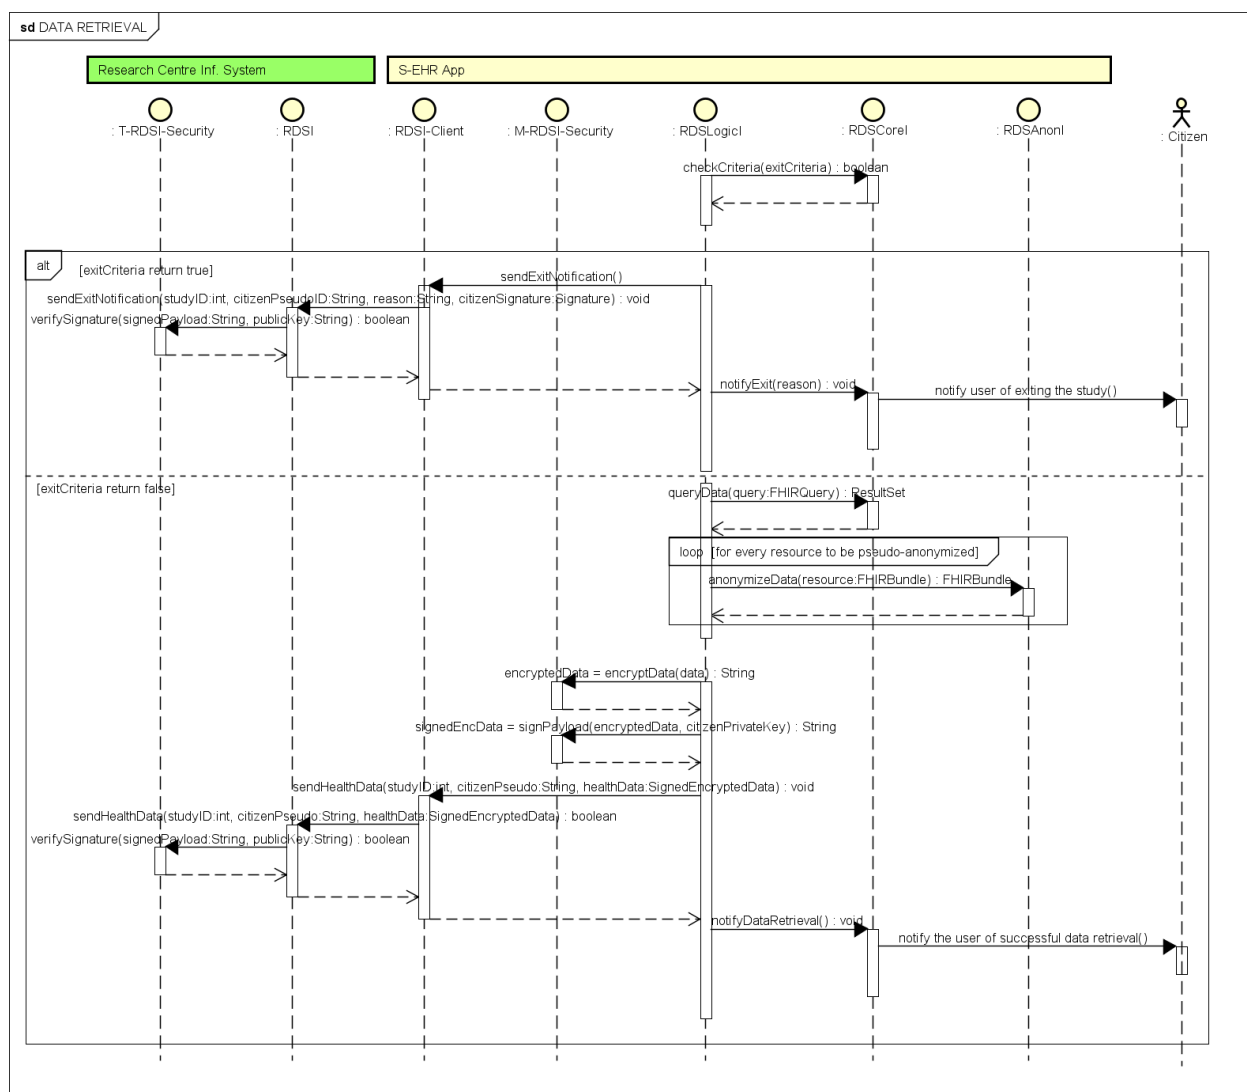 sd DATA RETRIEVAL
Research Centre Inf. System
S-EHR App
: T-RDSI-Security
: RDSI
: RDSI-Client
: M-RDSI-Security
: RDSLogicI
: RDSCoreI
: RDSAnonI
: Citizen
checkCriteria(exitCriteria) : boolean
alt
[exitCriteria return true]
sendExitNotification()
sendExitNotification(studyID:int, citizenPseudoID:String, reason:String, citizenSignature:Signature) : void
verifySignature(signedPayload:String, publicKey:String) : boolean
notifyExit(reason) : void
notify user of exiting the study()
[exitCriteria return false]
queryData(query:FHIRQuery) : ResultSet
loop [for every resource to be pseudo-anonymized]
anonymizeData(resource:FHIRBundle) : FHIRBundle
encryptedData = encryptData(data) : String
signedEncData = signPayload(encryptedData, citizenPrivateKey) : String
sendHealthData(studyID:int, citizenPseudo:String, healthData:SignedEncryptedData) : void
sendHealthData(studyID:int, citizenPseudo:String, healthData:SignedEncryptedData) : boolean
verifySignature(signedPayload:String, publicKey:String) : boolean
notifyDataRetrieval() : void
notify the user of successful data retrieval()